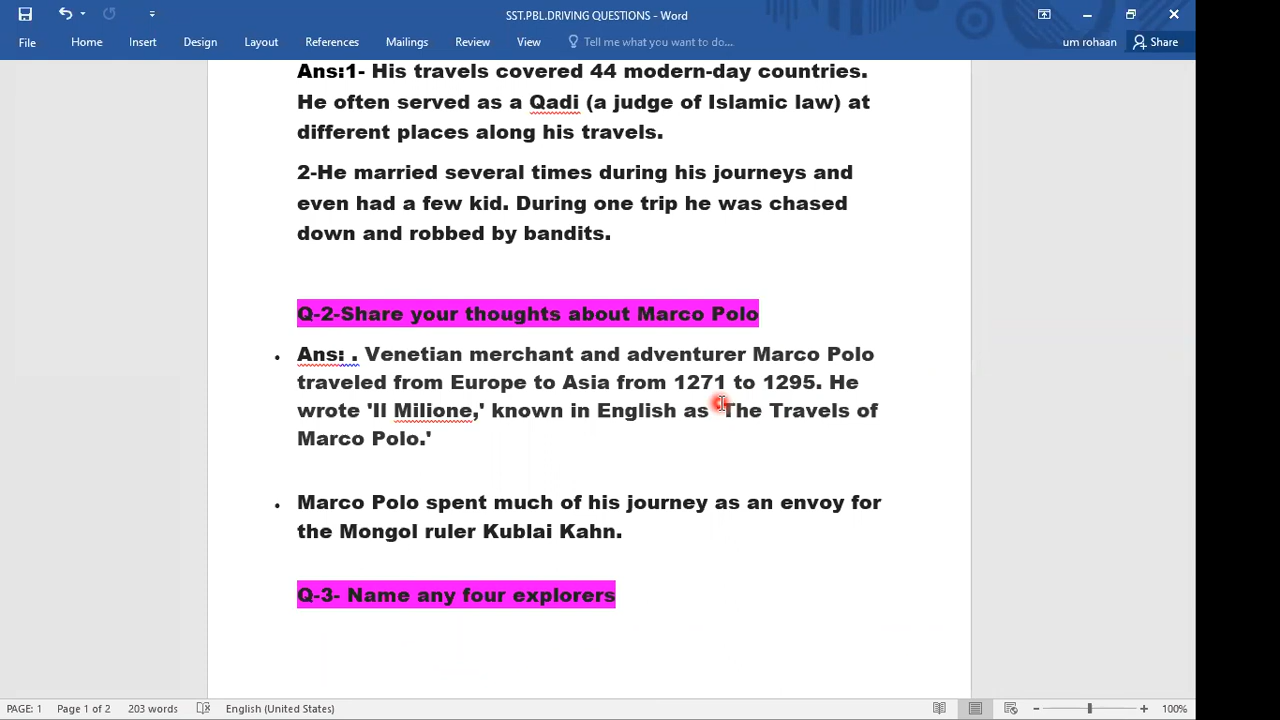 SST.PBL.DRIVING QUESTIONS - Word
File Home Insert Design Layout References Mailings Review View Tell me what you want to do... um rohaan Share
Ans:1- His travels covered 44 modern-day countries.
He often served as a Qadi (a judge of Islamic law) at
different places along his travels.
2-He married several times during his journeys and
even had a few kid. During one trip he was chased
down and robbed by bandits.
Q-2-Share your thoughts about Marco Polo
• Ans: . Venetian merchant and adventurer Marco Polo
traveled from Europe to Asia from 1271 to 1295. He
wrote 'Il Milione,' known in English as 'The Travels of
Marco Polo.'
• Marco Polo spent much of his journey as an envoy for
the Mongol ruler Kublai Kahn.
Q-3- Name any four explorers
PAGE: 1 Page 1 of 2 203 words English (United States) 100%